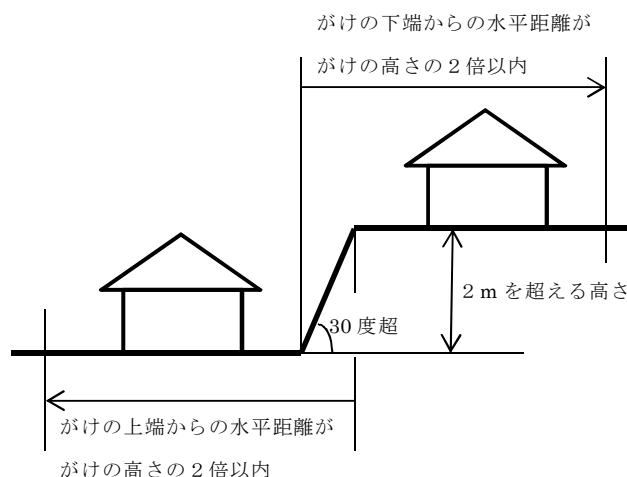 がけの下端からの水平距離が
がけの高さの２倍以内
２ｍを超える高さ
30度超
がけの上端からの水平距離が
がけの高さの２倍以内